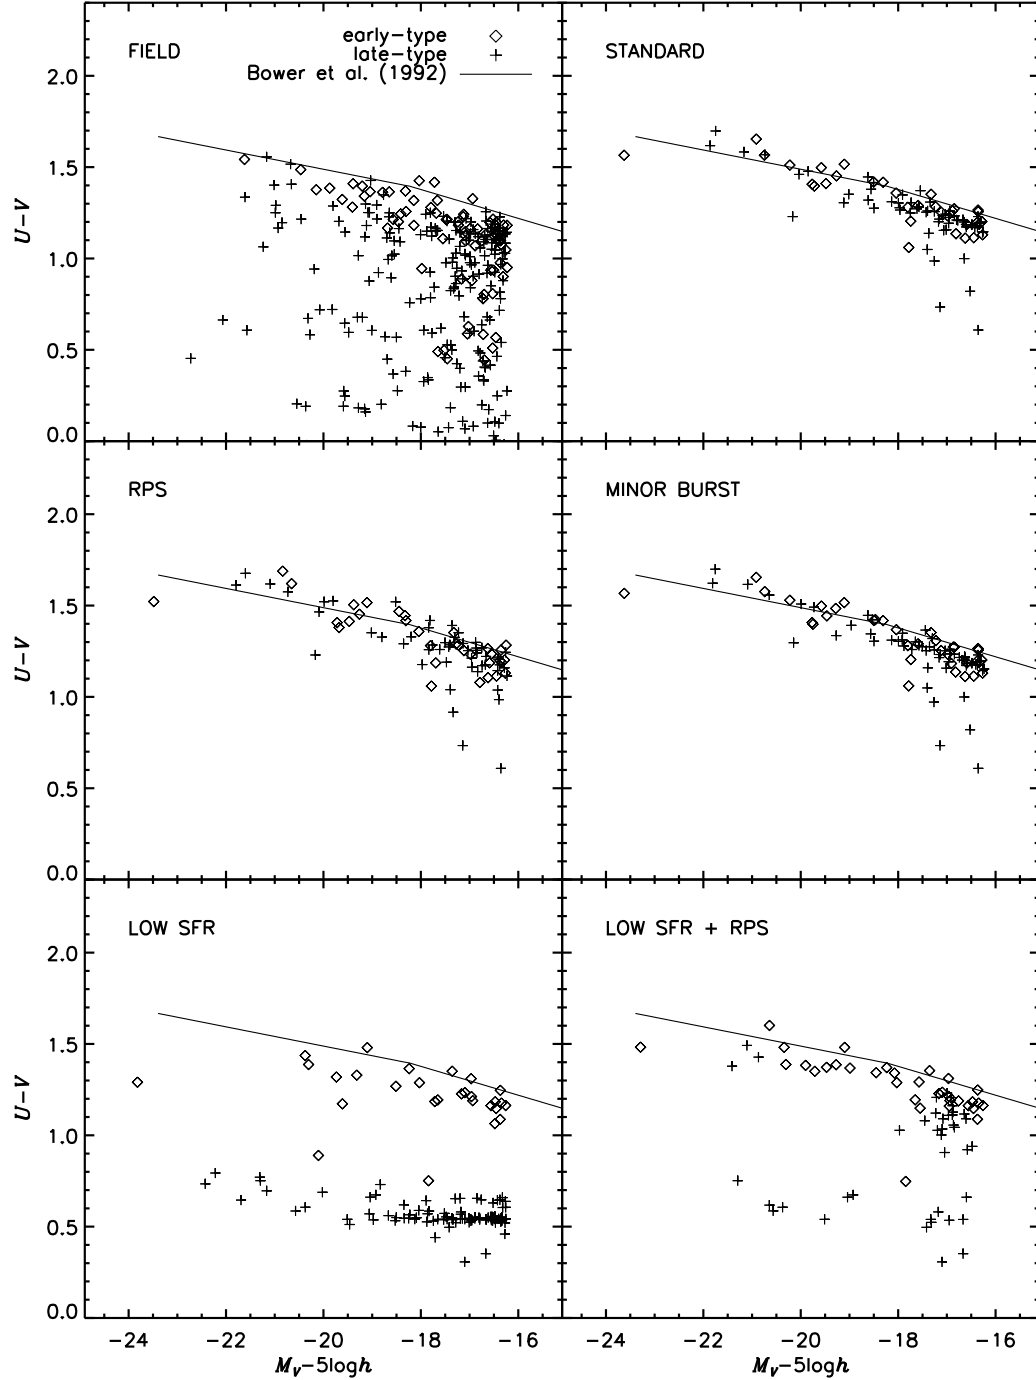 FIELD
early-type
late-type
Bower et al. (1992)
STANDARD
2.0
1.5
1.0
0.5
0.0
U-V
RPS
MINOR BURST
2.0
1.5
1.0
0.5
0.0
U-V
LOW SFR
LOW SFR + RPS
2.0
1.5
1.0
0.5
0.0
U-V
-24 -22 -20 -18 -16
-24 -22 -20 -18 -16
MV-5logh
MV-5logh